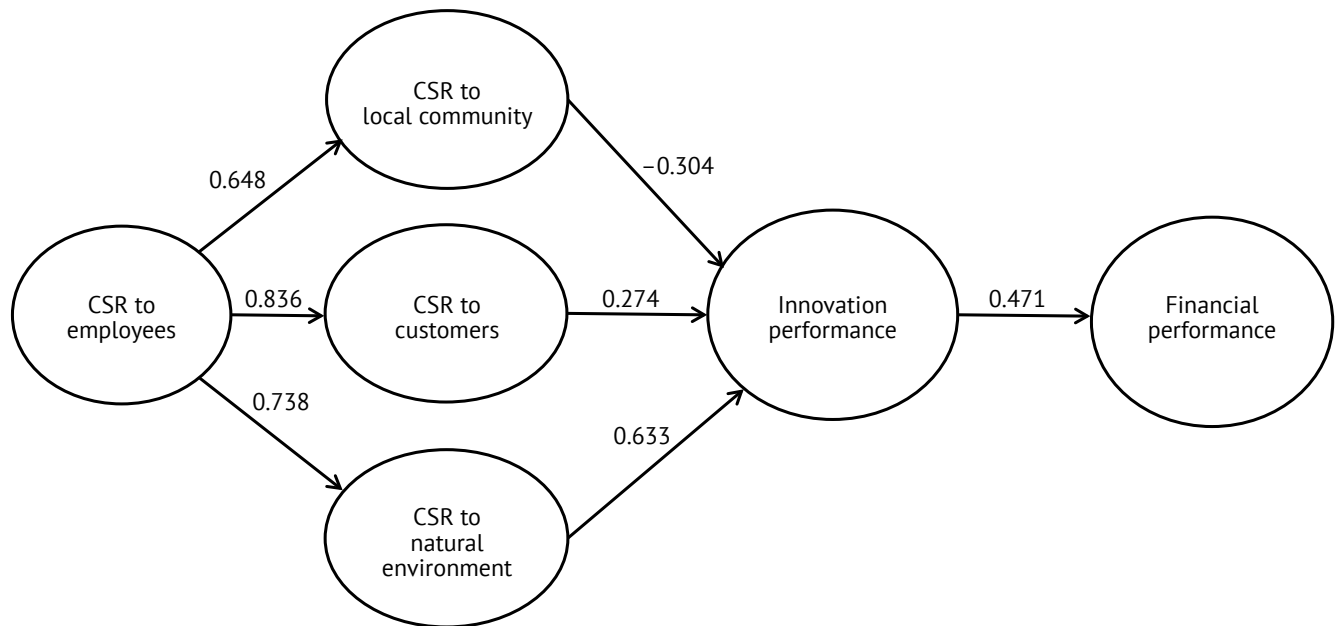 CSR to
local community
0.648
−0.304
CSR to
employees
0.836
CSR to
customers
0.274
Innovation
performance
0.471
Financial
performance
0.738
0.633
CSR to
natural
environment